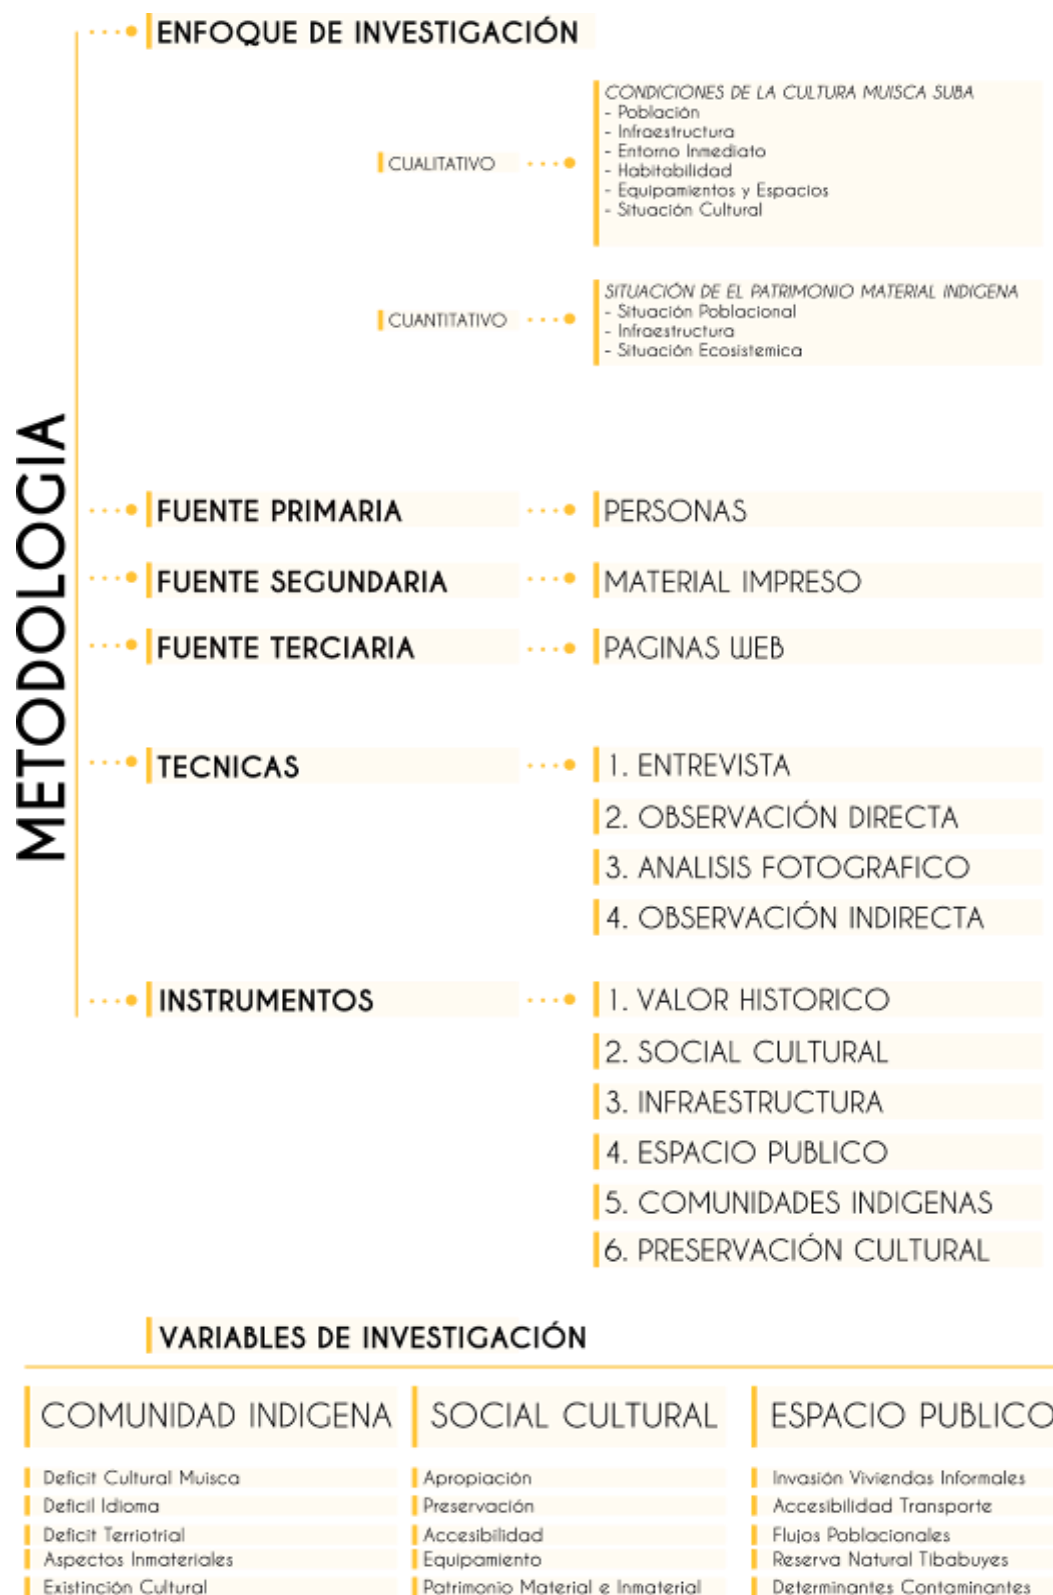 METODOLOGIA
ENFOQUE DE INVESTIGACIÓN
CUALITATIVO
CONDICIONES DE LA CULTURA MUISCA SUBA
- Población
- Infraestructura
- Entorno Inmediato
- Habitabilidad
- Equipamientos y Espacios
- Situación Cultural
CUANTITATIVO
SITUACIÓN DE EL PATRIMONIO MATERIAL INDIGENA
- Situación Poblacional
- Infraestructura
- Situación Ecosistemica
FUENTE PRIMARIA
PERSONAS
FUENTE SEGUNDARIA
MATERIAL IMPRESO
FUENTE TERCIARIA
PAGINAS WEB
TECNICAS
1. ENTREVISTA
2. OBSERVACIÓN DIRECTA
3. ANALISIS FOTOGRAFICO
4. OBSERVACIÓN INDIRECTA
INSTRUMENTOS
1. VALOR HISTORICO
2. SOCIAL CULTURAL
3. INFRAESTRUCTURA
4. ESPACIO PUBLICO
5. COMUNIDADES INDIGENAS
6. PRESERVACIÓN CULTURAL
VARIABLES DE INVESTIGACIÓN
COMUNIDAD INDIGENA
Deficit Cultural Muisca
Deficil Idioma
Deficit Terriotrial
Aspectos Inmateriales
Existinción Cultural
SOCIAL CULTURAL
Apropiación
Preservación
Accesibilidad
Equipamiento
Patrimonio Material e Inmaterial
ESPACIO PUBLICO
Invasión Viviendas Informales
Accesibilidad Transporte
Flujos Poblacionales
Reserva Natural Tibabuyes
Determinantes Contaminantes